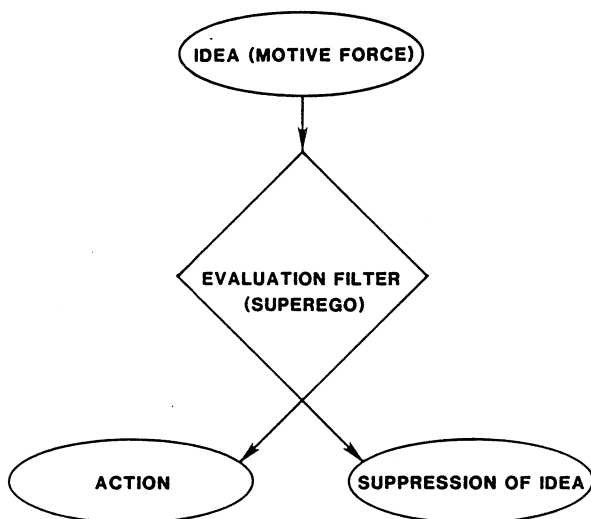 IDEA (MOTIVE FORCE)
EVALUATION FILTER
(SUPEREGO)
ACTION
SUPPRESSION OF IDEA